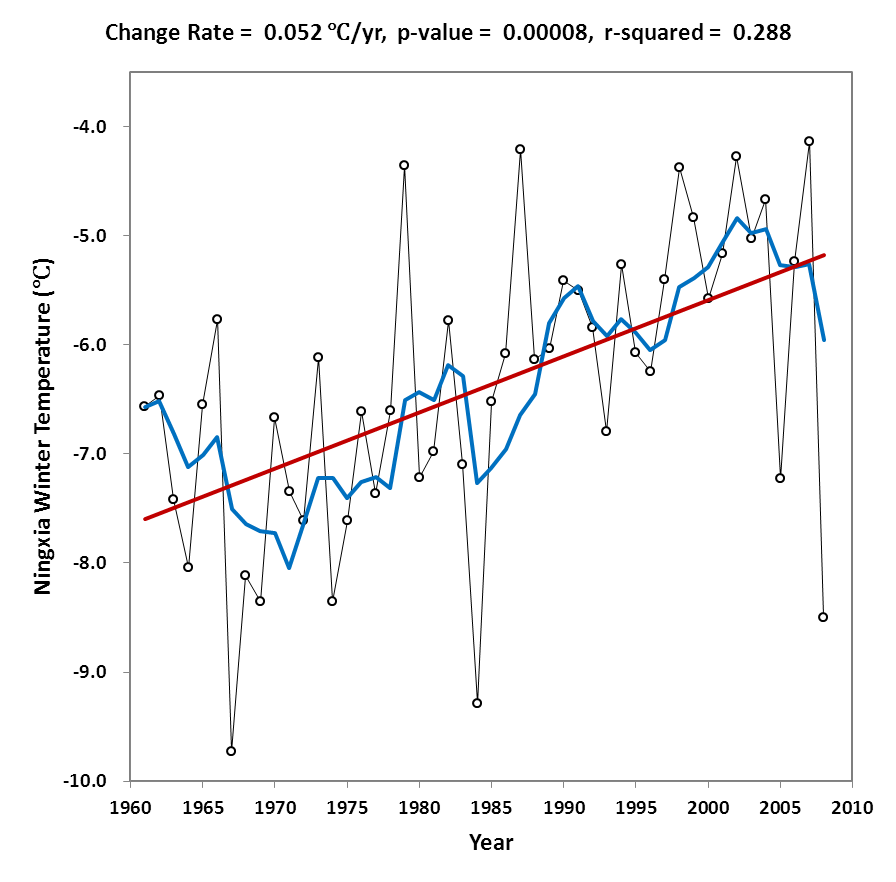 Change Rate = 0.052 °C/yr, p-value = 0.00008, r-squared = 0.288
Ningxia Winter Temperature (°C)
-4.0
-5.0
-6.0
-7.0
-8.0
-9.0
-10.0
1960 1965 1970 1975 1980 1985 1990 1995 2000 2005 2010
Year